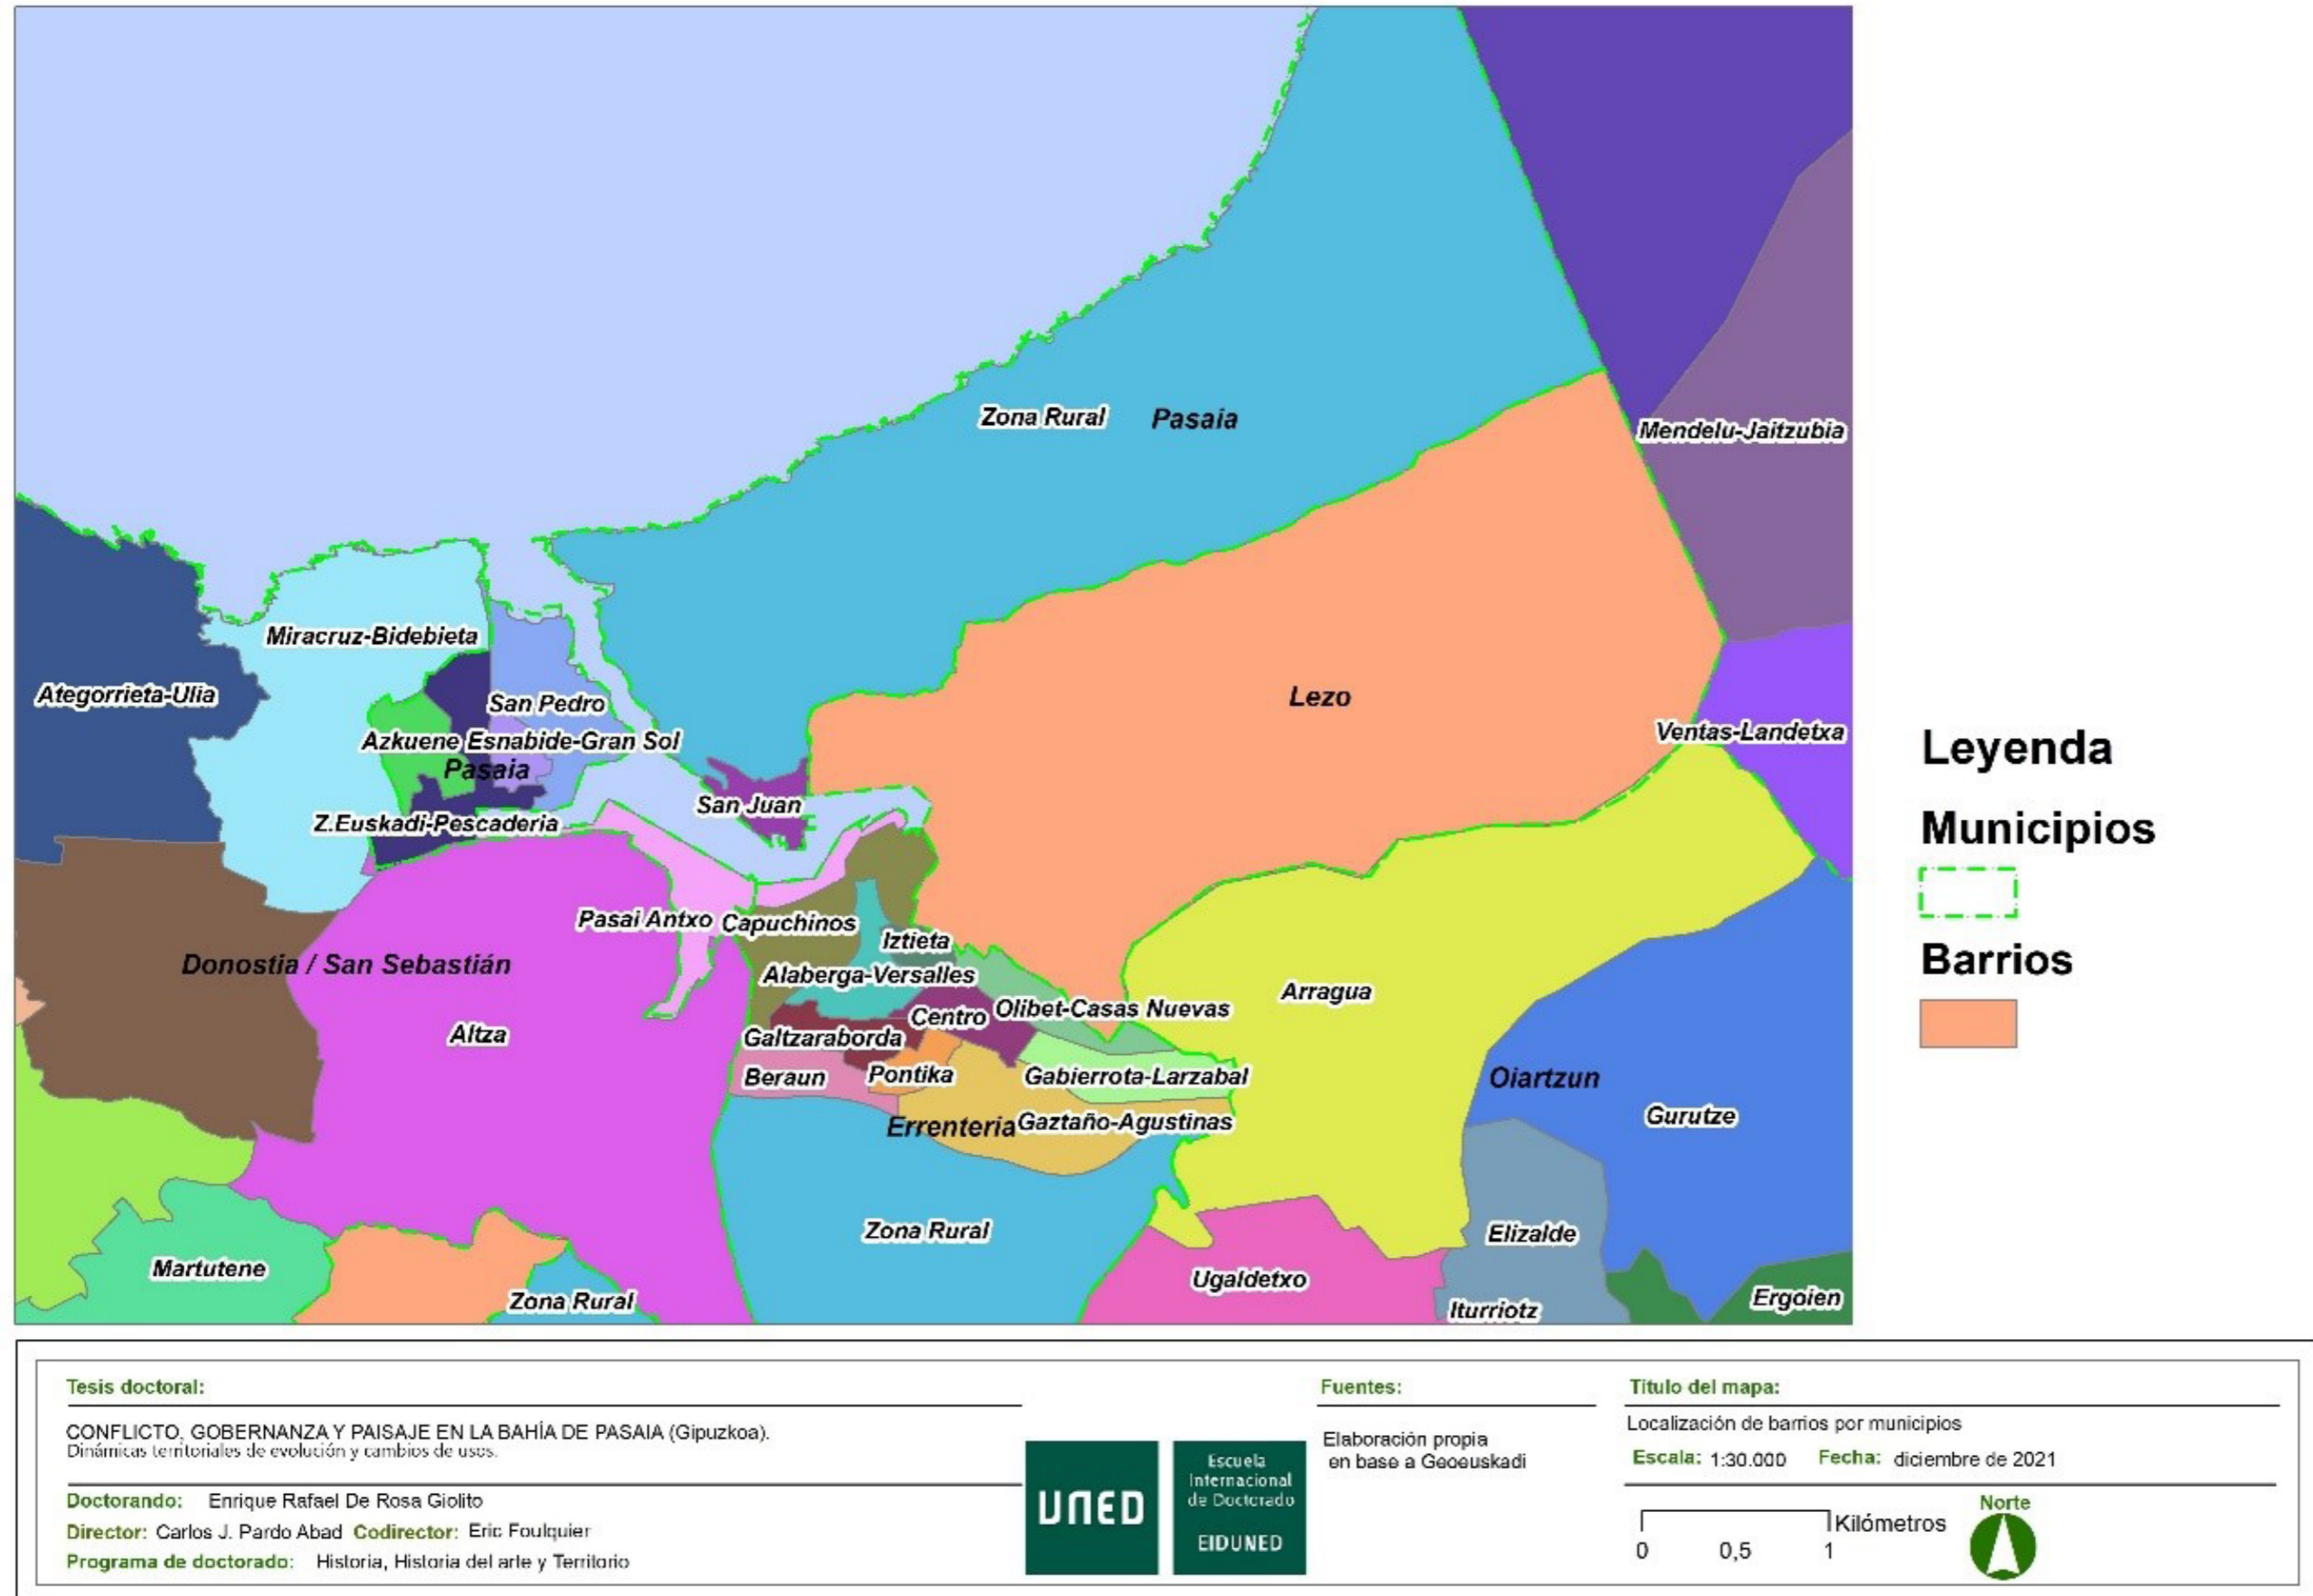 Zona Rural
Pasaia
Mendelu-Jaitzubia
Miracruz-Bidebieta
Ategorrieta-Ulia
San Pedro
Lezo
Azkuene
Esnabide-Gran Sol
Ventas-Landetxa
Pasaia
San Juan
Z.Euskadi-Pescaderia
Pasai Antxo
Capuchinos
Iztieta
Donostia / San Sebastián
Alaberga-Versalles
Arragua
Olibet-Casas Nuevas
Centro
Altza
Galtzaraborda
Beraun
Pontika
Gabierrota-Larzabal
Oiartzun
Gurutze
Errenteria
Gaztaño-Agustinas
Zona Rural
Elizalde
Martutene
Ugaldetxo
Zona Rural
Iturriotz
Ergoien
Leyenda
Municipios
Barrios
Tesis doctoral:
CONFLICTO, GOBERNANZA Y PAISAJE EN LA BAHÍA DE PASAIA (Gipuzkoa).
Dinámicas territoriales de evolución y cambios de usos.
Doctorando: Enrique Rafael De Rosa Giolito
Director: Carlos J. Pardo Abad Codirector: Eric Foulquier
Programa de doctorado: Historia, Historia del arte y Territorio
UNED
Escuela
Internacional
de Doctorado
EIDUNED
Fuentes:
Elaboración propia
en base a Geoeuskadi
Título del mapa:
Localización de barrios por municipios
Escala: 1:30.000 Fecha: diciembre de 2021
Kilómetros
0 0,5 1
Norte